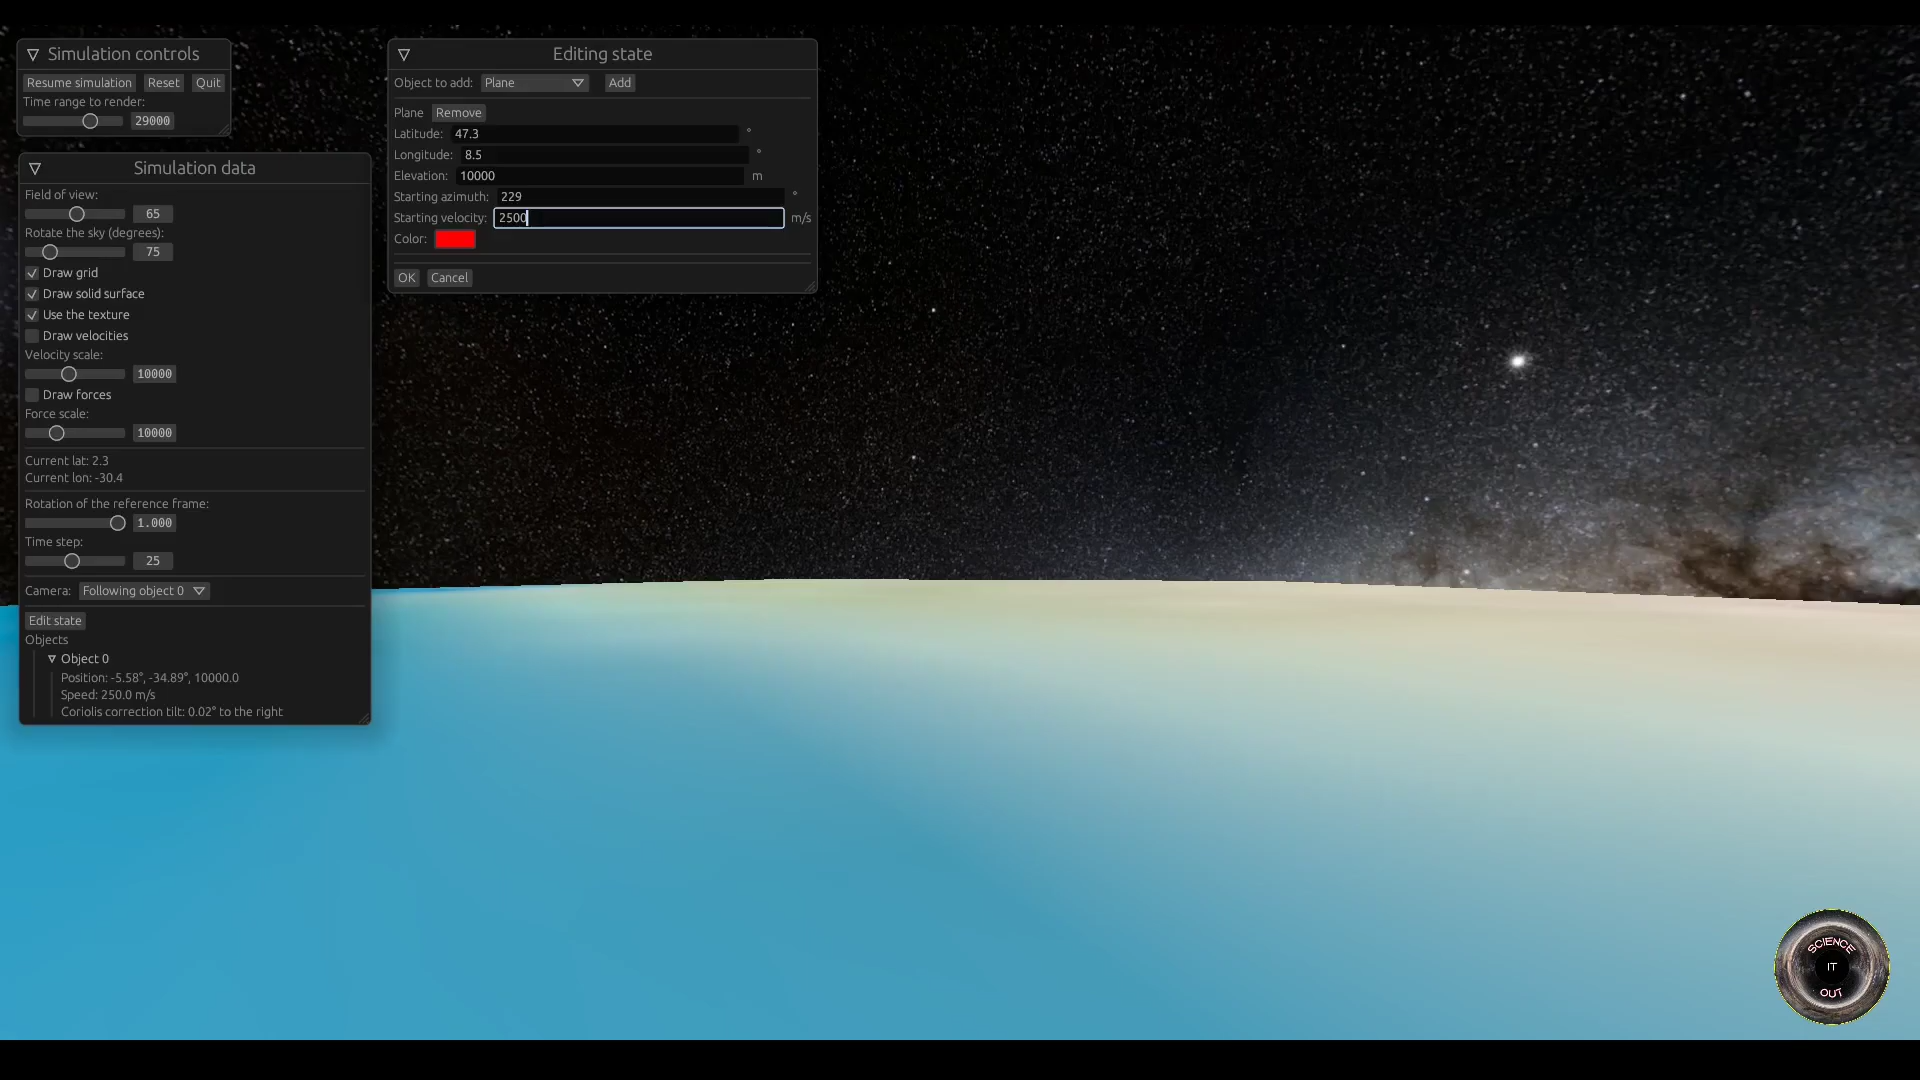 Simulation controls
Resume simulation Reset Quit
Time range to render:
29000
Simulation data
Field of view:
65
Rotate the sky (degrees):
75
Draw grid
Draw solid surface
Use the texture
Draw velocities
Velocity scale:
10000
Draw forces
Force scale:
10000
Current lat: 2.3
Current lon: -30.4
Rotation of the reference frame:
1.000
Time step:
25
Camera: Following object 0
Edit state
Objects
Object 0
Position: -5.58°, -34.89°, 10000.0
Speed: 250.0 m/s
Coriolis correction tilt: 0.02° to the right
Editing state
Object to add: Plane Add
Plane Remove
Latitude: 47.3 °
Longitude: 8.5 °
Elevation: 10000 m
Starting azimuth: 229 °
Starting velocity: 2500 m/s
Color:
OK Cancel
SCIENCE
IT
OUT